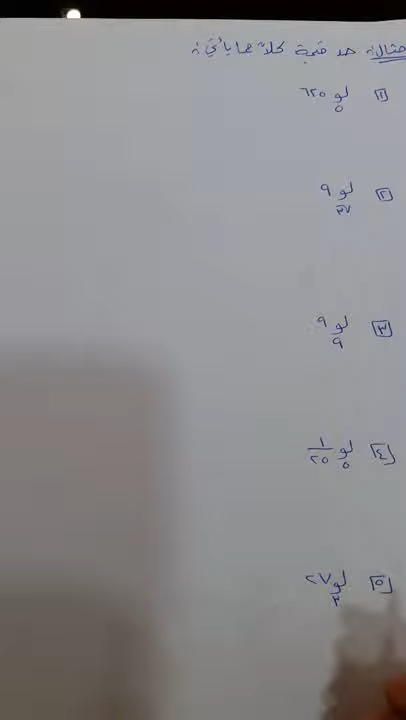 مثال: جد قيمة كلاً مما يأتي:
[١] لو ٥ ٦٢٥
[٢] لو ٢٧ ٩
[٣] لو ٩ ٩
[٤] لو ٥ ١/٢٥
[٥] لو ٣ ٢٧